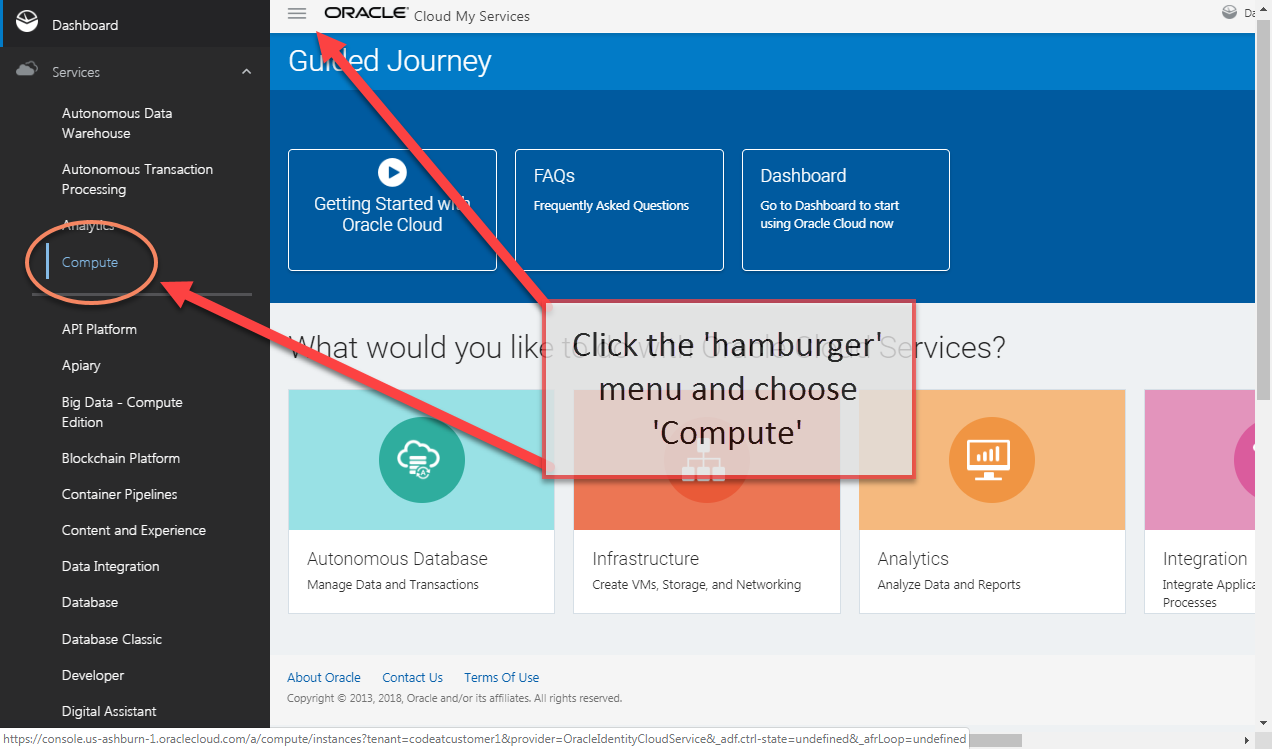 Dashboard
Services
Autonomous Data
Warehouse
Autonomous Transaction
Processing
Analytics
Compute
API Platform
Apiary
Big Data - Compute
Edition
Blockchain Platform
Container Pipelines
Content and Experience
Data Integration
Database
Database Classic
Developer
Digital Assistant
ORACLE® Cloud My Services
Da
Guided Journey
Getting Started with
Oracle Cloud
FAQs
Frequently Asked Questions
Dashboard
Go to Dashboard to start
using Oracle Cloud now
What would you like to do with Oracle Cloud Services?
Click the 'hamburger'
menu and choose
'Compute'
Autonomous Database
Manage Data and Transactions
Infrastructure
Create VMs, Storage, and Networking
Analytics
Analyze Data and Reports
Integration
Integrate Applica
Processes
About Oracle Contact Us Terms Of Use
Copyright © 2013, 2018, Oracle and/or its affiliates. All rights reserved.
https://console.us-ashburn-1.oraclecloud.com/a/compute/instances?tenant=codeatcustomer1&provider=OracleIdentityCloudService&_adf.ctrl-state=undefined&_afrLoop=undefined